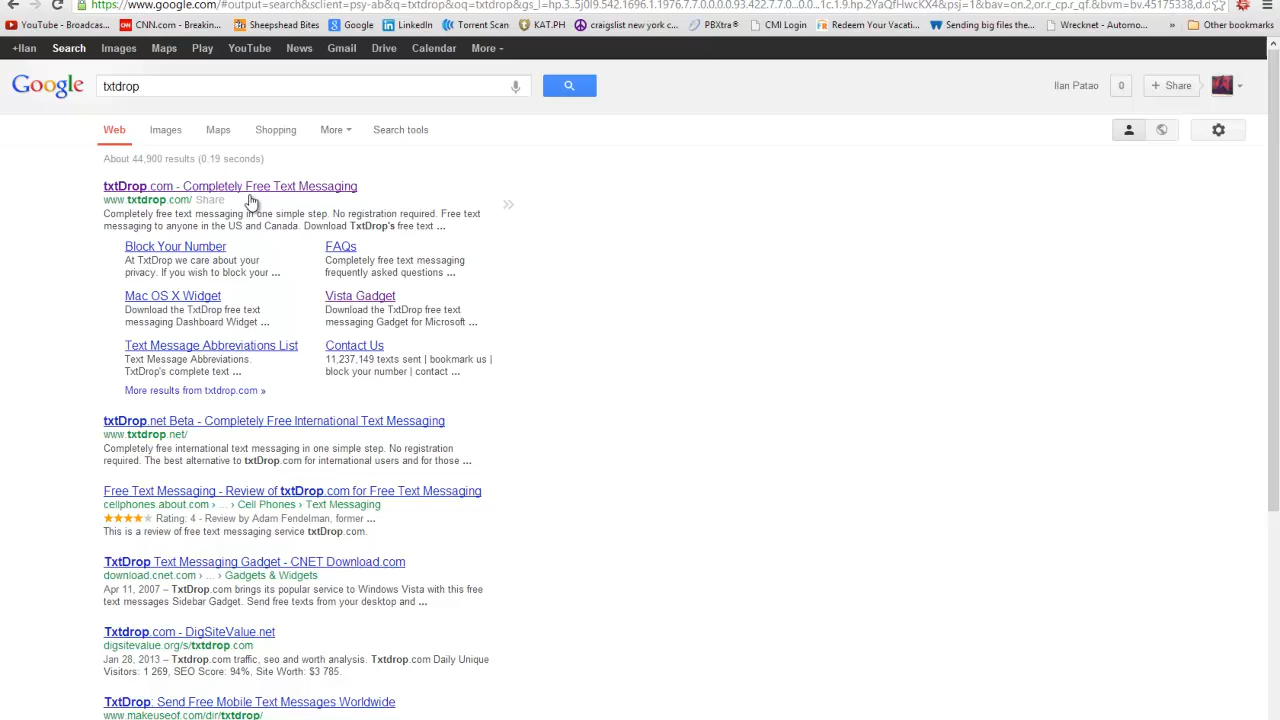 https://www.google.com/#output=search&sclient=psy-ab&q=txtdrop&oq=txtdrop&gs_l=hp.3..5j0l9.542.1696.1.1976.7.7.0.0.0.0.93.422.7.7.0...0.0...1c.1.9.hp.2YaQfHwcKX4&psj=1&bav=on.2,or.r_cp.r_qf.&bvm=bv.45175338,d.
YouTube - Broadcas...
CNN.com - Breakin...
Sheepshead Bites
Google
LinkedIn
Torrent Scan
KAT.PH
craigslist new york c...
PBXtra®
CMI Login
Redeem Your Vacati...
Sending big files the...
Wrecknet - Automo...
Other bookmarks
+Ilan Search Images Maps Play YouTube News Gmail Drive Calendar More
Google txtdrop Ilan Patao 0 + Share
Web Images Maps Shopping More Search tools
About 44,900 results (0.19 seconds)
txtDrop.com - Completely Free Text Messaging
www.txtdrop.com/ Share
Completely free text messaging in one simple step. No registration required. Free text
messaging to anyone in the US and Canada. Download TxtDrop's free text ...
Block Your Number
At TxtDrop we care about your
privacy. If you wish to block your ...
FAQs
Completely free text messaging
frequently asked questions ...
Mac OS X Widget
Download the TxtDrop free text
messaging Dashboard Widget ...
Vista Gadget
Download the TxtDrop free text
messaging Gadget for Microsoft ...
Text Message Abbreviations List
Text Message Abbreviations.
TxtDrop's complete text ...
Contact Us
11,237,149 texts sent | bookmark us |
block your number | contact ...
More results from txtdrop.com »
txtDrop.net Beta - Completely Free International Text Messaging
www.txtdrop.net/
Completely free international text messaging in one simple step. No registration
required. The best alternative to txtDrop.com for international users and for those ...
Free Text Messaging - Review of txtDrop.com for Free Text Messaging
cellphones.about.com › ... › Cell Phones › Text Messaging
Rating: 4 - Review by Adam Fendelman, former ...
This is a review of free text messaging service txtDrop.com.
TxtDrop Text Messaging Gadget - CNET Download.com
download.cnet.com › ... › Gadgets & Widgets
Apr 11, 2007 – TxtDrop.com brings its popular service to Windows Vista with this free
text messages Sidebar Gadget. Send free texts from your desktop and ...
Txtdrop.com - DigSiteValue.net
digsitevalue.org/s/txtdrop.com
Jan 28, 2013 – Txtdrop.com traffic, seo and worth analysis. Txtdrop.com Daily Unique
Visitors: 1 269, SEO Score: 94%, Site Worth: $3 785.
TxtDrop: Send Free Mobile Text Messages Worldwide
www.makeuseof.com/dir/txtdrop/